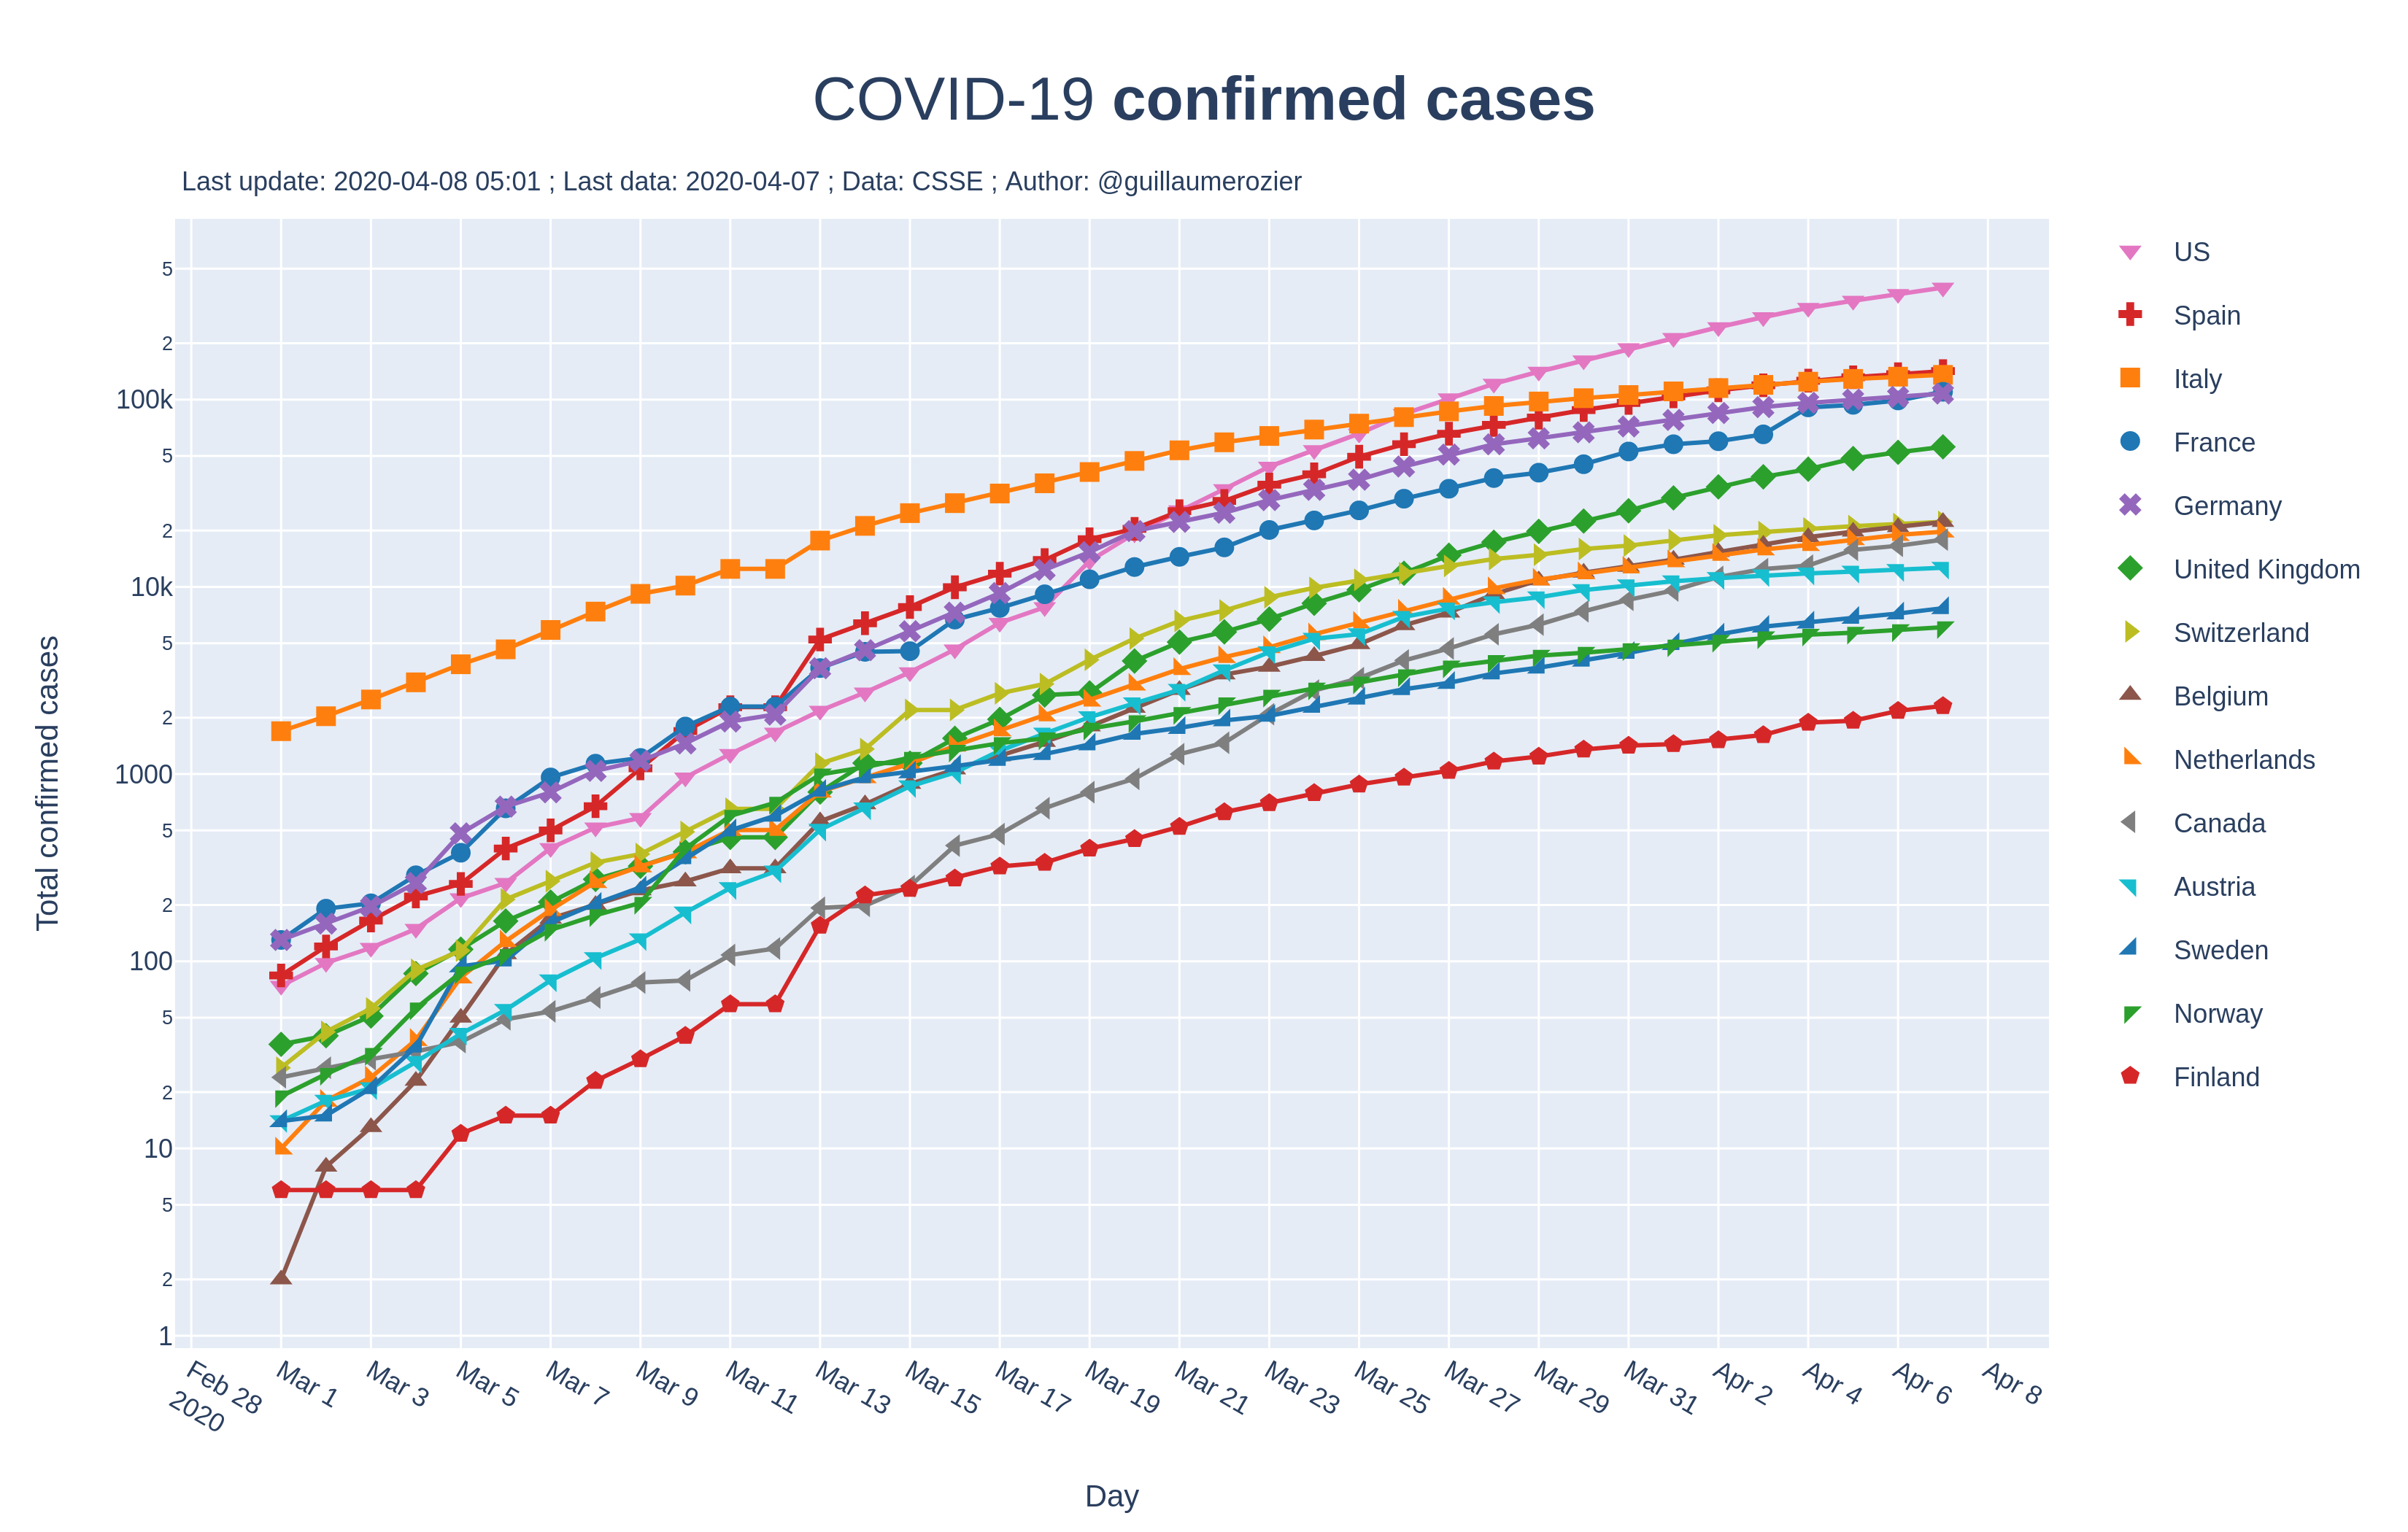 COVID-19 confirmed cases
Last update: 2020-04-08 05:01 ; Last data: 2020-04-07 ; Data: CSSE ; Author: @guillaumerozier
5
2
100k
5
2
10k
5
2
1000
5
2
100
5
2
10
5
2
1
Total confirmed cases
Feb 28
2020
Mar 1
Mar 3
Mar 5
Mar 7
Mar 9
Mar 11
Mar 13
Mar 15
Mar 17
Mar 19
Mar 21
Mar 23
Mar 25
Mar 27
Mar 29
Mar 31
Apr 2
Apr 4
Apr 6
Apr 8
Day
US
Spain
Italy
France
Germany
United Kingdom
Switzerland
Belgium
Netherlands
Canada
Austria
Sweden
Norway
Finland